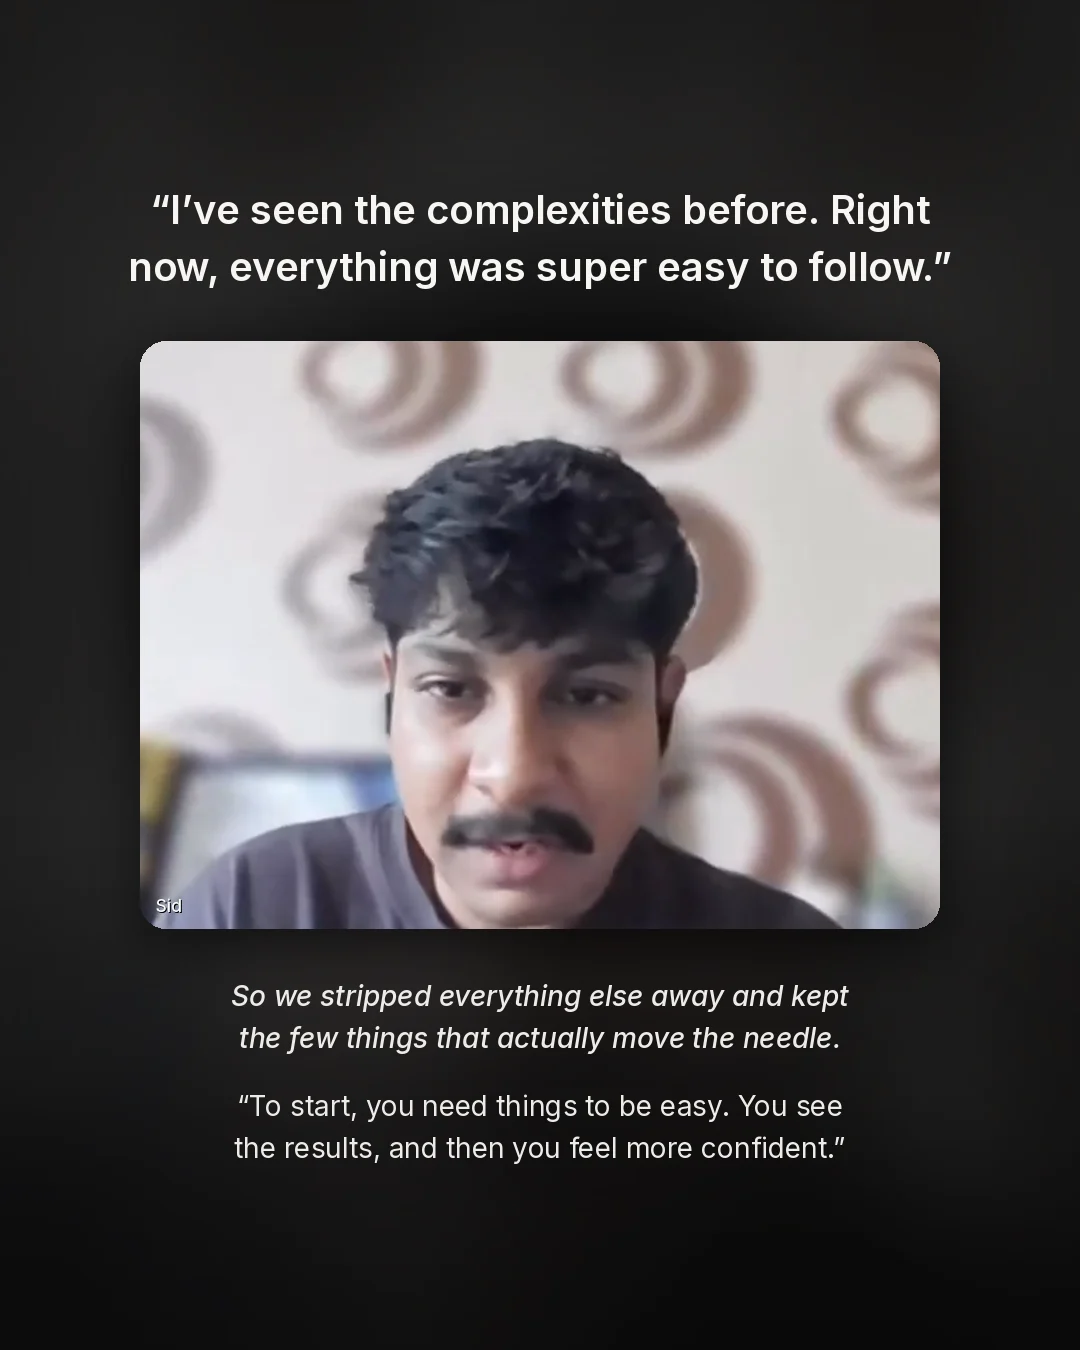 “I’ve seen the complexities before. Right
now, everything was super easy to follow.”
Sid
So we stripped everything else away and kept
the few things that actually move the needle.
“To start, you need things to be easy. You see
the results, and then you feel more confident.”